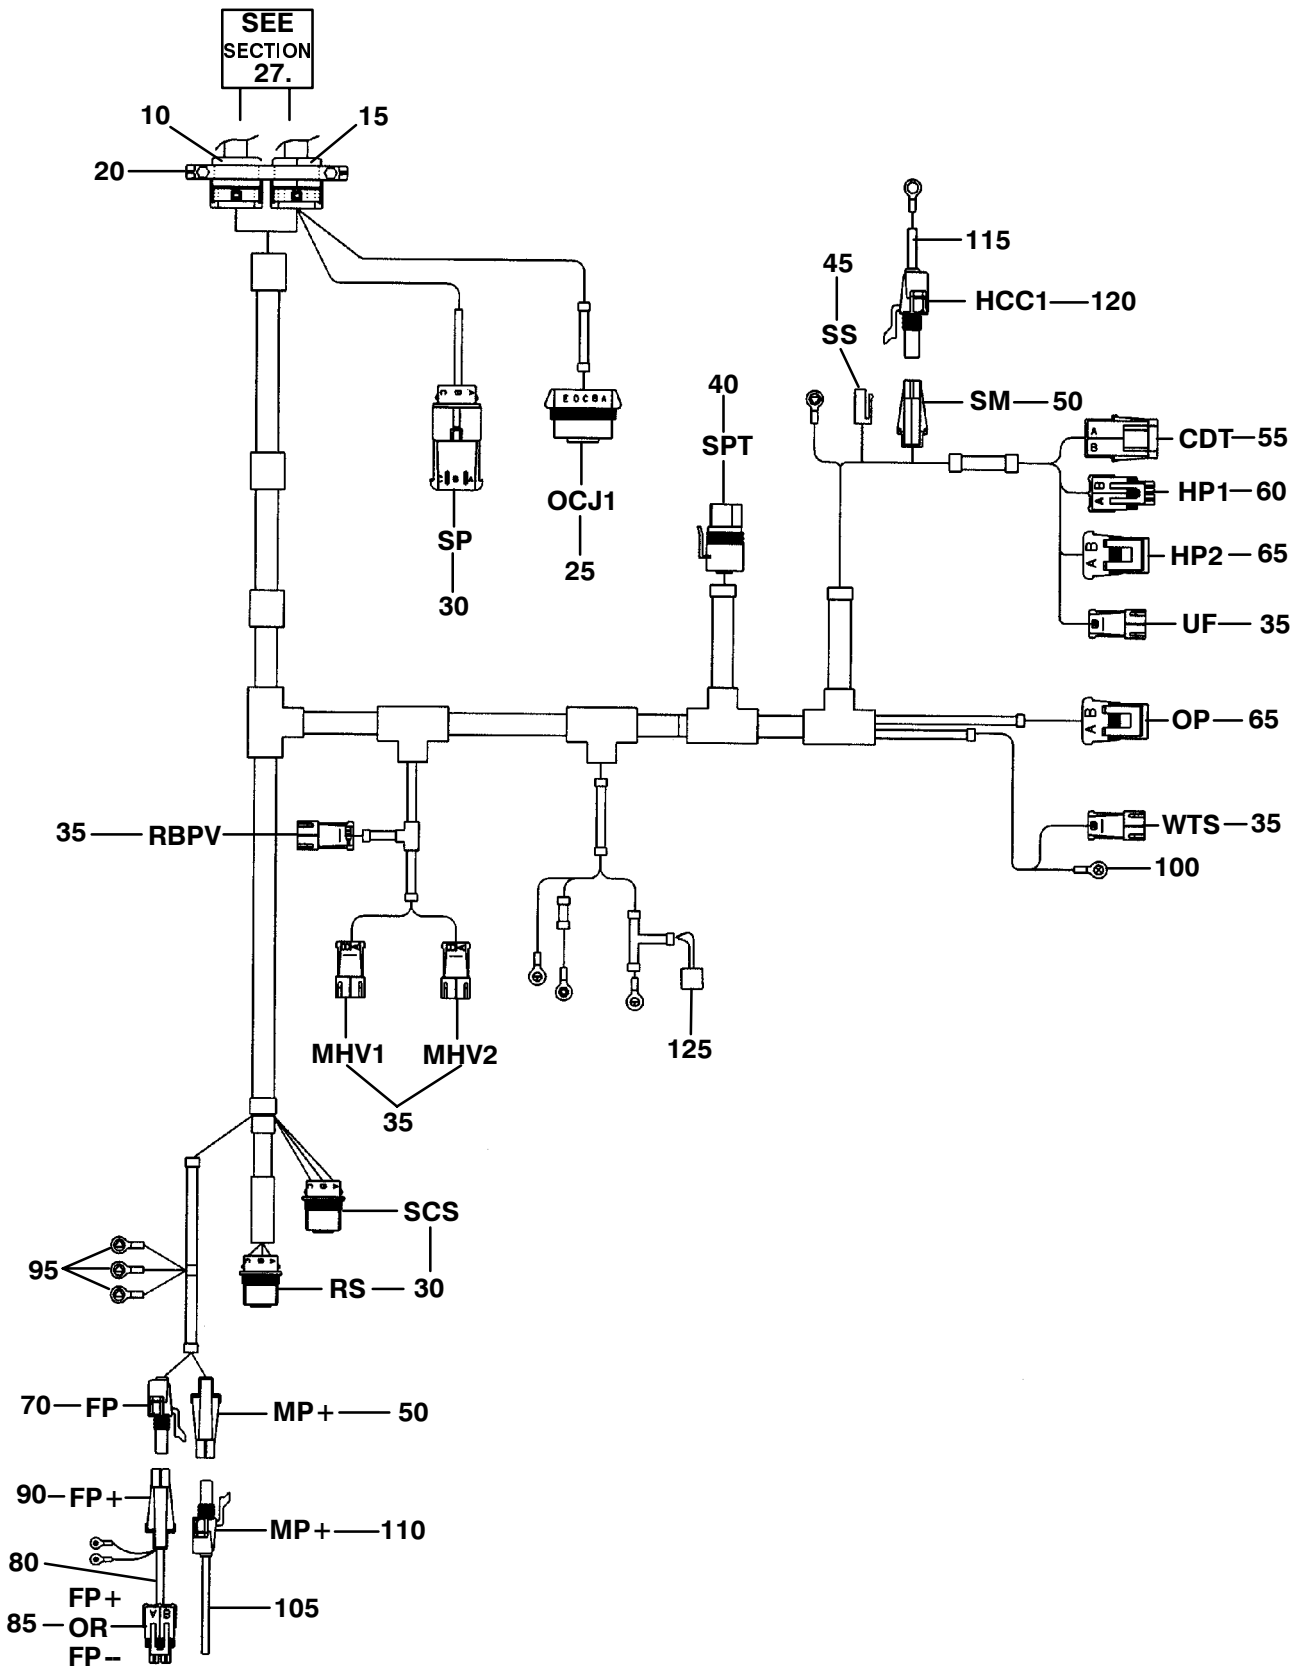 SEE
SECTION
27.
10
15
20
115
45
HCC1 120
SS
40
SM 50
SPT
E D C B A
C B A
A
B
CDT 55
B
A
HP1 60
OCJ1
C B A
SP
25
B
A
HP2 65
30
B
UF 35
B
A
OP 65
35 RBPV
B
WTS 35
100
125
MHV1
MHV2
35
C B A
SCS
95
C B A
RS 30
70 FP
MP+ 50
90 FP+
MP+ 110
80
FP+
85 OR
FP--
A B
105